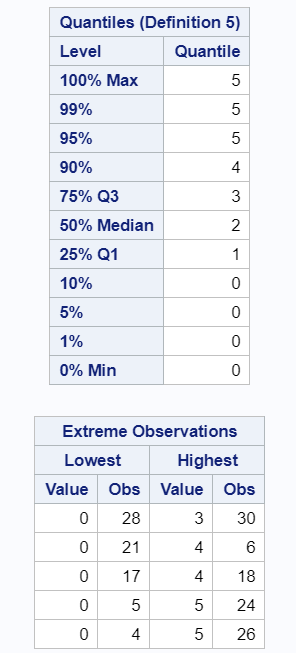 Quantiles (Definition 5)
Level Quantile
100% Max 5
99% 5
95% 5
90% 4
75% Q3 3
50% Median 2
25% Q1 1
10% 0
5% 0
1% 0
0% Min 0
Extreme Observations
Lowest Highest
Value Obs Value Obs
0 28 3 30
0 21 4 6
0 17 4 18
0 5 5 24
0 4 5 26